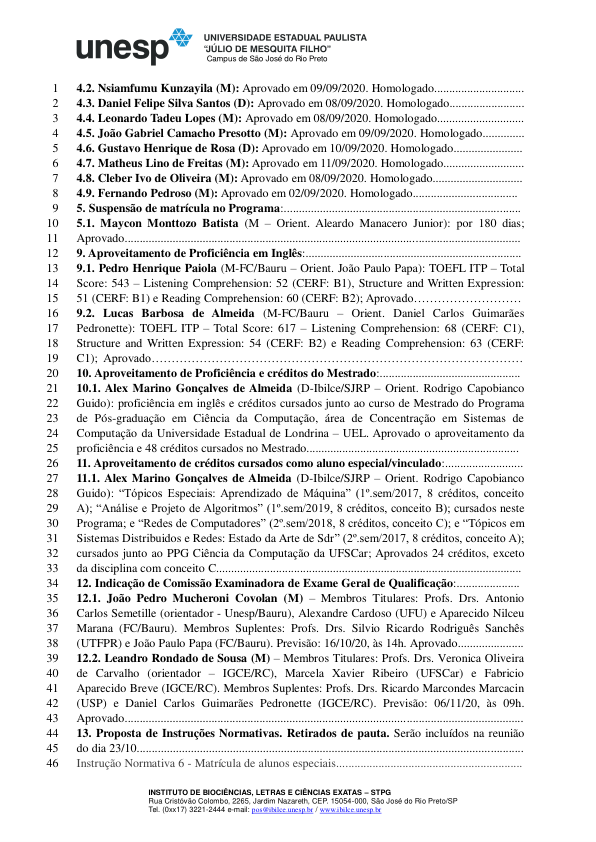 unesp
UNIVERSIDADE ESTADUAL PAULISTA
“JÚLIO DE MESQUITA FILHO”
Campus de São José do Rio Preto
1 4.2. Nsiamfumu Kunzayila (M): Aprovado em 09/09/2020. Homologado..............................
2 4.3. Daniel Felipe Silva Santos (D): Aprovado em 08/09/2020. Homologado.........................
3 4.4. Leonardo Tadeu Lopes (M): Aprovado em 08/09/2020. Homologado.............................
4 4.5. João Gabriel Camacho Presotto (M): Aprovado em 09/09/2020. Homologado..............
5 4.6. Gustavo Henrique de Rosa (D): Aprovado em 10/09/2020. Homologado........................
6 4.7. Matheus Lino de Freitas (M): Aprovado em 11/09/2020. Homologado...........................
7 4.8. Cleber Ivo de Oliveira (M): Aprovado em 08/09/2020. Homologado..............................
8 4.9. Fernando Pedroso (M): Aprovado em 02/09/2020. Homologado...................................
9 5. Suspensão de matrícula no Programa:...............................................................................
10 5.1. Maycon Monttozo Batista (M – Orient. Aleardo Manacero Junior): por 180 dias;
11 Aprovado....................................................................................................................................
12 9. Aproveitamento de Proficiência em Inglês:........................................................................
13 9.1. Pedro Henrique Paiola (M-FC/Bauru – Orient. João Paulo Papa): TOEFL ITP – Total
14 Score: 543 – Listening Comprehension: 52 (CERF: B1), Structure and Written Expression:
15 51 (CERF: B1) e Reading Comprehension: 60 (CERF: B2); Aprovado………………………
16 9.2. Lucas Barbosa de Almeida (M-FC/Bauru – Orient. Daniel Carlos Guimarães
17 Pedronette): TOEFL ITP – Total Score: 617 – Listening Comprehension: 68 (CERF: C1),
18 Structure and Written Expression: 54 (CERF: B2) e Reading Comprehension: 63 (CERF:
19 C1); Aprovado…………………………………………………………………………………
20 10. Aproveitamento de Proficiência e créditos do Mestrado:...............................................
21 10.1. Alex Marino Gonçalves de Almeida (D-Ibilce/SJRP – Orient. Rodrigo Capobianco
22 Guido): proficiência em inglês e créditos cursados junto ao curso de Mestrado do Programa
23 de Pós-graduação em Ciência da Computação, área de Concentração em Sistemas de
24 Computação da Universidade Estadual de Londrina – UEL. Aprovado o aproveitamento da
25 proficiência e 48 créditos cursados no Mestrado.......................................................................
26 11. Aproveitamento de créditos cursados como aluno especial/vinculado:..........................
27 11.1. Alex Marino Gonçalves de Almeida (D-Ibilce/SJRP – Orient. Rodrigo Capobianco
28 Guido): “Tópicos Especiais: Aprendizado de Máquina” (1º.sem/2017, 8 créditos, conceito
29 A); “Análise e Projeto de Algoritmos” (1º.sem/2019, 8 créditos, conceito B); cursados neste
30 Programa; e “Redes de Computadores” (2º.sem/2018, 8 créditos, conceito C); e “Tópicos em
31 Sistemas Distribuidos e Redes: Estado da Arte de Sdr” (2º.sem/2017, 8 créditos, conceito A);
32 cursados junto ao PPG Ciência da Computação da UFSCar; Aprovados 24 créditos, exceto
33 da disciplina com conceito C.....................................................................................................
34 12. Indicação de Comissão Examinadora de Exame Geral de Qualificação:.....................
35 12.1. João Pedro Mucheroni Covolan (M) – Membros Titulares: Profs. Drs. Antonio
36 Carlos Semetille (orientador - Unesp/Bauru), Alexandre Cardoso (UFU) e Aparecido Nilceu
37 Marana (FC/Bauru). Membros Suplentes: Profs. Drs. Silvio Ricardo Rodriguês Sanchês
38 (UTFPR) e João Paulo Papa (FC/Bauru). Previsão: 16/10/20, às 14h. Aprovado......................
39 12.2. Leandro Rondado de Sousa (M) – Membros Titulares: Profs. Drs. Veronica Oliveira
40 de Carvalho (orientador – IGCE/RC), Marcela Xavier Ribeiro (UFSCar) e Fabricio
41 Aparecido Breve (IGCE/RC). Membros Suplentes: Profs. Drs. Ricardo Marcondes Marcacin
42 (USP) e Daniel Carlos Guimarães Pedronette (IGCE/RC). Previsão: 06/11/20, às 09h.
43 Aprovado.....................................................................................................................................
44 13. Proposta de Instruções Normativas. Retirados de pauta. Serão incluídos na reunião
45 do dia 23/10.................................................................................................................................
46 Instrução Normativa 6 - Matrícula de alunos especiais..............................................................
INSTITUTO DE BIOCIÊNCIAS, LETRAS E CIÊNCIAS EXATAS – STPG
Rua Cristóvão Colombo, 2265, Jardim Nazareth, CEP. 15054-000, São José do Rio Preto/SP
Tel. (0xx17) 3221-2444 e-mail: pos@ibilce.unesp.br / www.ibilce.unesp.br